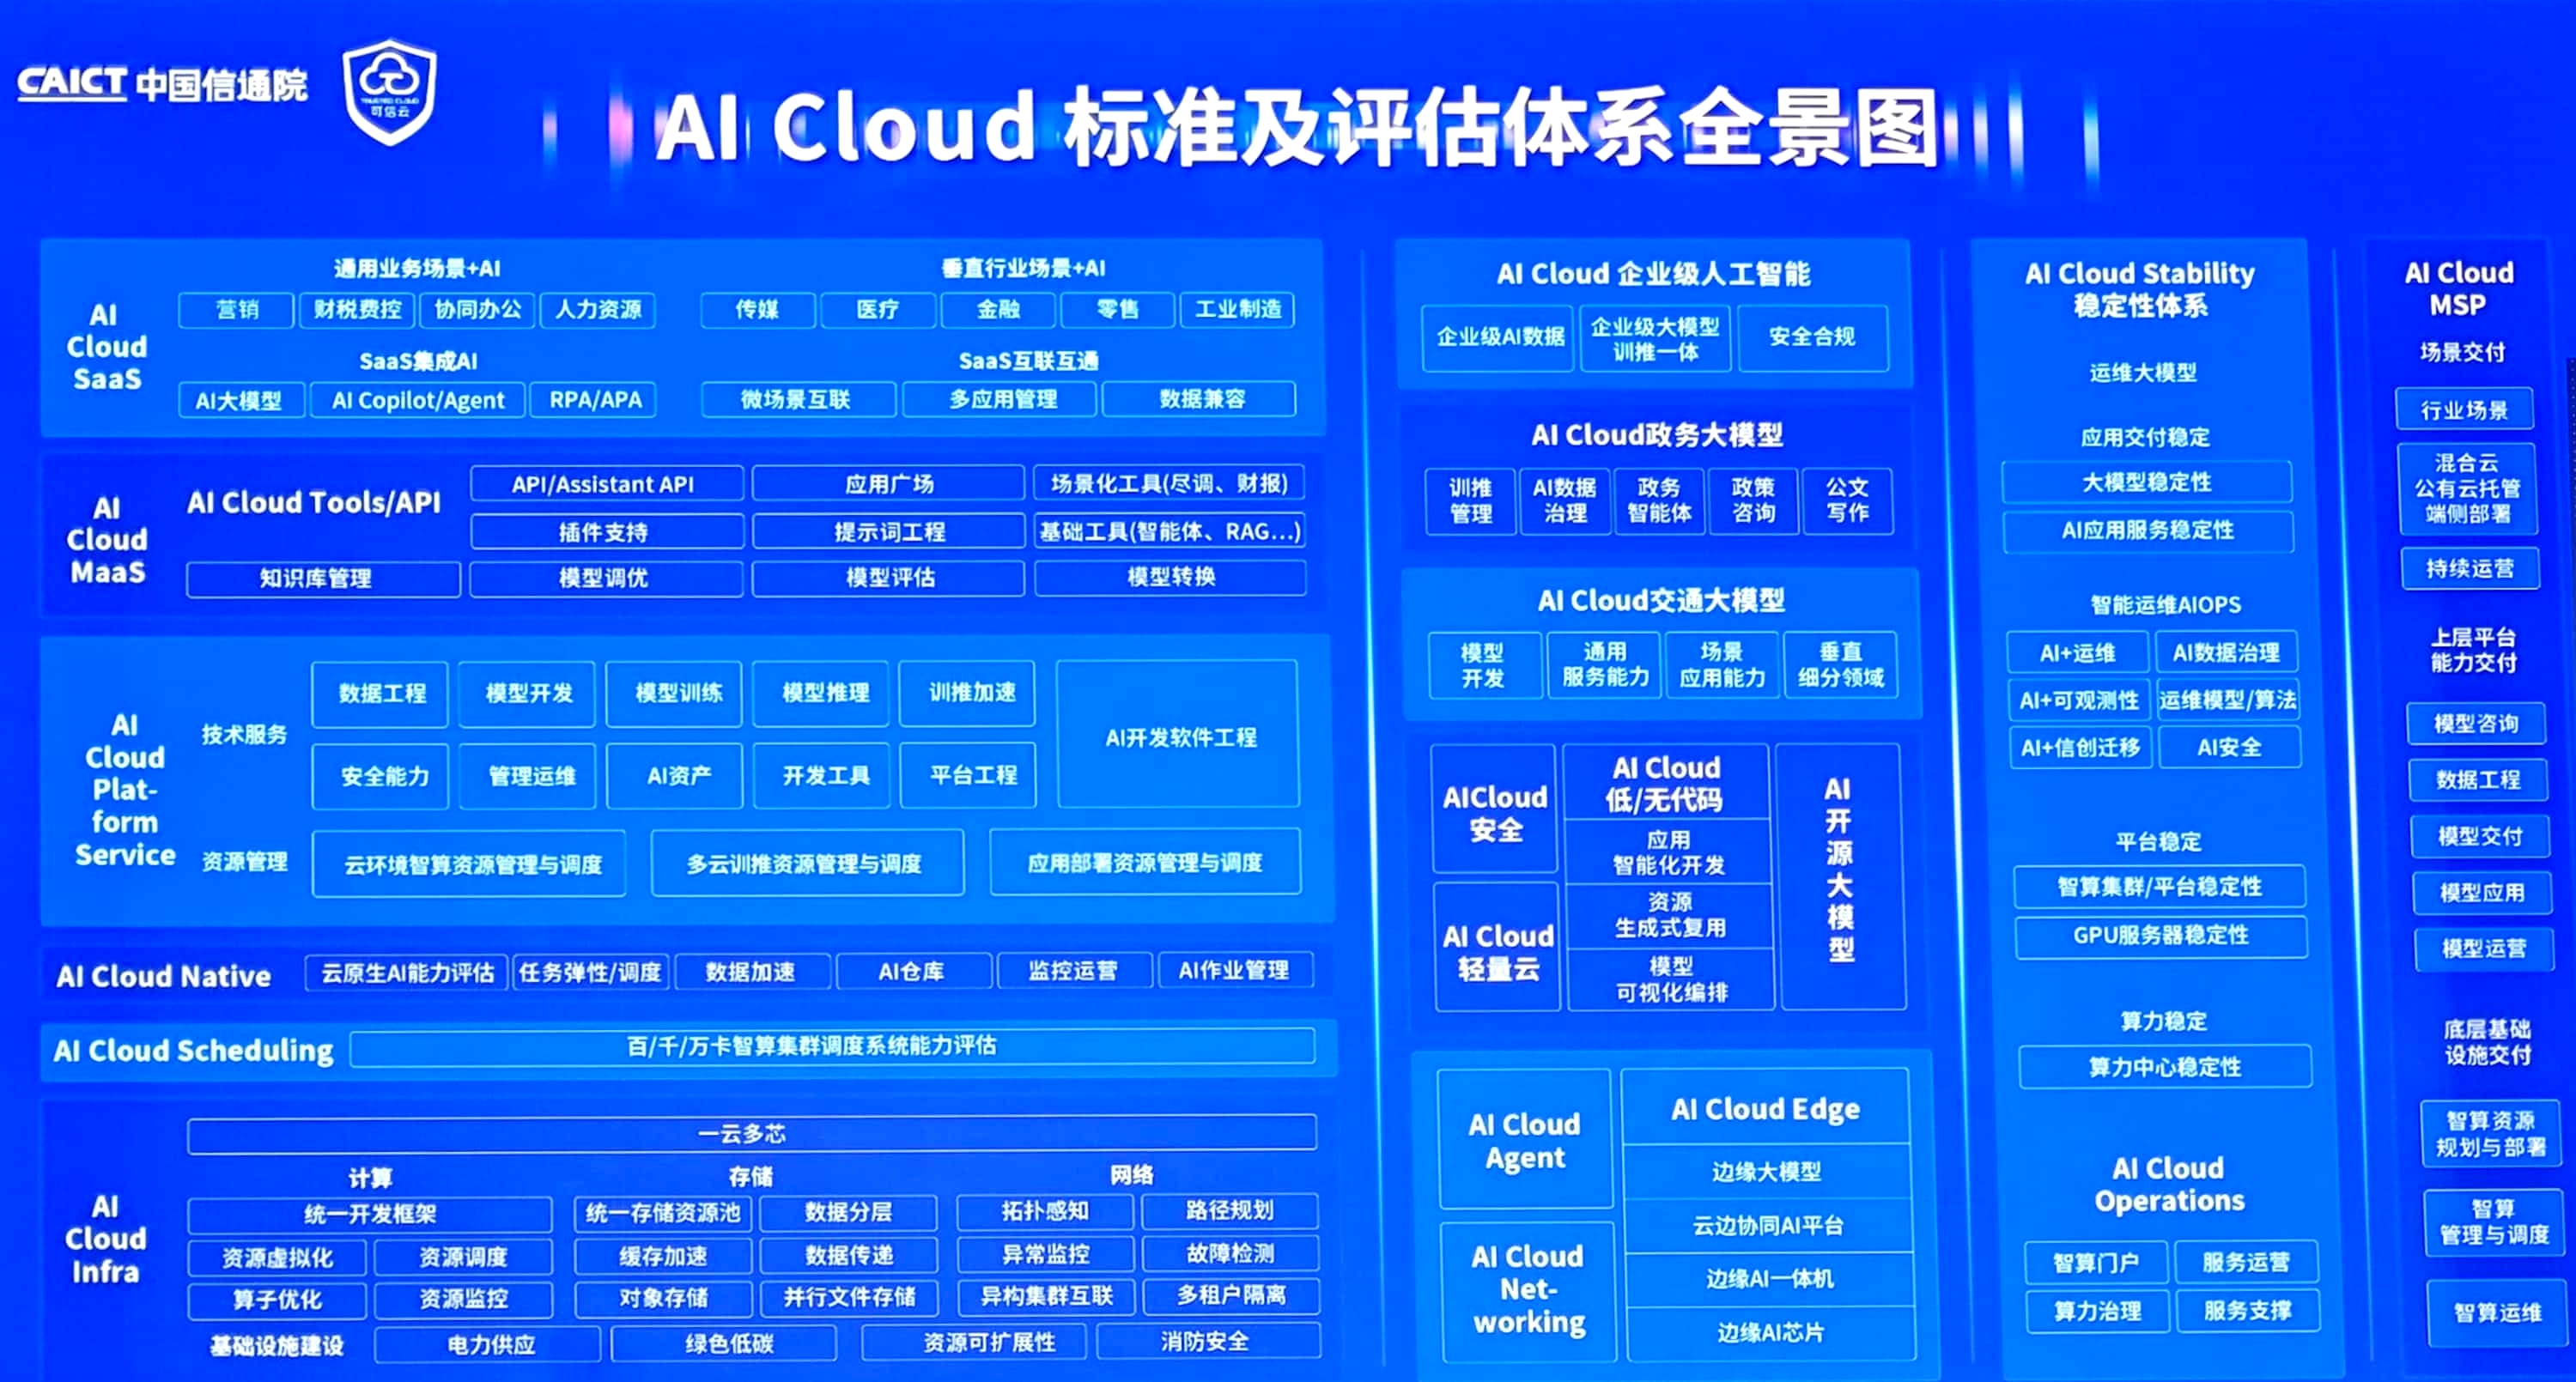 CAICT 中国信通院
TRUSTED CLOUD
可信云
AI Cloud 标准及评估体系全景图
AI
Cloud
SaaS
通用业务场景+AI
营销 财税费控 协同办公 人力资源
垂直行业场景+AI
传媒 医疗 金融 零售 工业制造
SaaS集成AI
AI大模型 AI Copilot/Agent RPA/APA
SaaS互联互通
微场景互联 多应用管理 数据兼容
AI
Cloud
MaaS
AI Cloud Tools/API
API/Assistant API 应用广场 场景化工具(尽调、财报)
插件支持 提示词工程 基础工具(智能体、RAG...)
知识库管理 模型调优 模型评估 模型转换
AI
Cloud
Plat-
form
Service
技术服务
数据工程 模型开发 模型训练 模型推理 训推加速
安全能力 管理运维 AI资产 开发工具 平台工程
AI开发软件工程
资源管理
云环境智算资源管理与调度 多云训推资源管理与调度 应用部署资源管理与调度
AI Cloud Native
云原生AI能力评估 任务弹性/调度 数据加速 AI仓库 监控运营 AI作业管理
AI Cloud Scheduling
百/千/万卡智算集群调度系统能力评估
AI
Cloud
Infra
一云多芯
计算 存储 网络
统一开发框架 统一存储资源池 数据分层 拓扑感知 路径规划
资源虚拟化 资源调度 缓存加速 数据传递 异常监控 故障检测
算子优化 资源监控 对象存储 并行文件存储 异构集群互联 多租户隔离
基础设施建设 电力供应 绿色低碳 资源可扩展性 消防安全
AI Cloud 企业级人工智能
企业级AI数据
企业级大模型
训推一体
安全合规
AI Cloud政务大模型
训推
管理
AI数据
治理
政务
智能体
政策
咨询
公文
写作
AI Cloud交通大模型
模型
开发
通用
服务能力
场景
应用能力
垂直
细分领域
AICloud
安全
AI Cloud
轻量云
AI Cloud
低/无代码
应用
智能化开发
资源
生成式复用
模型
可视化编排
AI
开
源
大
模
型
AI Cloud
Agent
AI Cloud
Net-
working
AI Cloud Edge
边缘大模型
云边协同AI平台
边缘AI一体机
边缘AI芯片
AI Cloud Stability
稳定性体系
运维大模型
应用交付稳定
大模型稳定性
AI应用服务稳定性
智能运维AIOPS
AI+运维 AI数据治理
AI+可观测性 运维模型/算法
AI+信创迁移 AI安全
平台稳定
智算集群/平台稳定性
GPU服务器稳定性
算力稳定
算力中心稳定性
AI Cloud
Operations
智算门户 服务运营
算力治理 服务支撑
AI Cloud
MSP
场景交付
行业场景
混合云
公有云托管
端侧部署
持续运营
上层平台
能力交付
模型咨询
数据工程
模型交付
模型应用
模型运营
底层基础
设施交付
智算资源
规划与部署
智算
管理与调度
智算运维